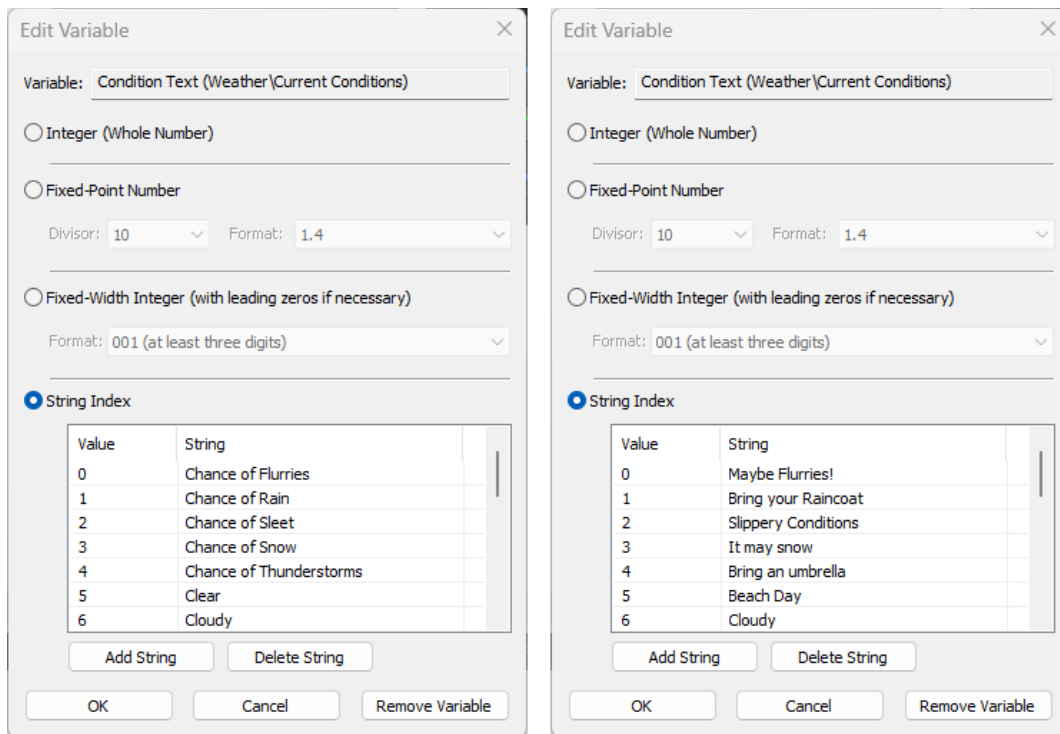 Edit Variable
Variable: Condition Text (Weather\Current Conditions)
Integer (Whole Number)
Fixed-Point Number
Divisor: 10 Format: 1.4
Fixed-Width Integer (with leading zeros if necessary)
Format: 001 (at least three digits)
String Index
Value String
0 Chance of Flurries
1 Chance of Rain
2 Chance of Sleet
3 Chance of Snow
4 Chance of Thunderstorms
5 Clear
6 Cloudy
Add String Delete String
OK Cancel Remove Variable
Edit Variable
Variable: Condition Text (Weather\Current Conditions)
Integer (Whole Number)
Fixed-Point Number
Divisor: 10 Format: 1.4
Fixed-Width Integer (with leading zeros if necessary)
Format: 001 (at least three digits)
String Index
Value String
0 Maybe Flurries!
1 Bring your Raincoat
2 Slippery Conditions
3 It may snow
4 Bring an umbrella
5 Beach Day
6 Cloudy
Add String Delete String
OK Cancel Remove Variable